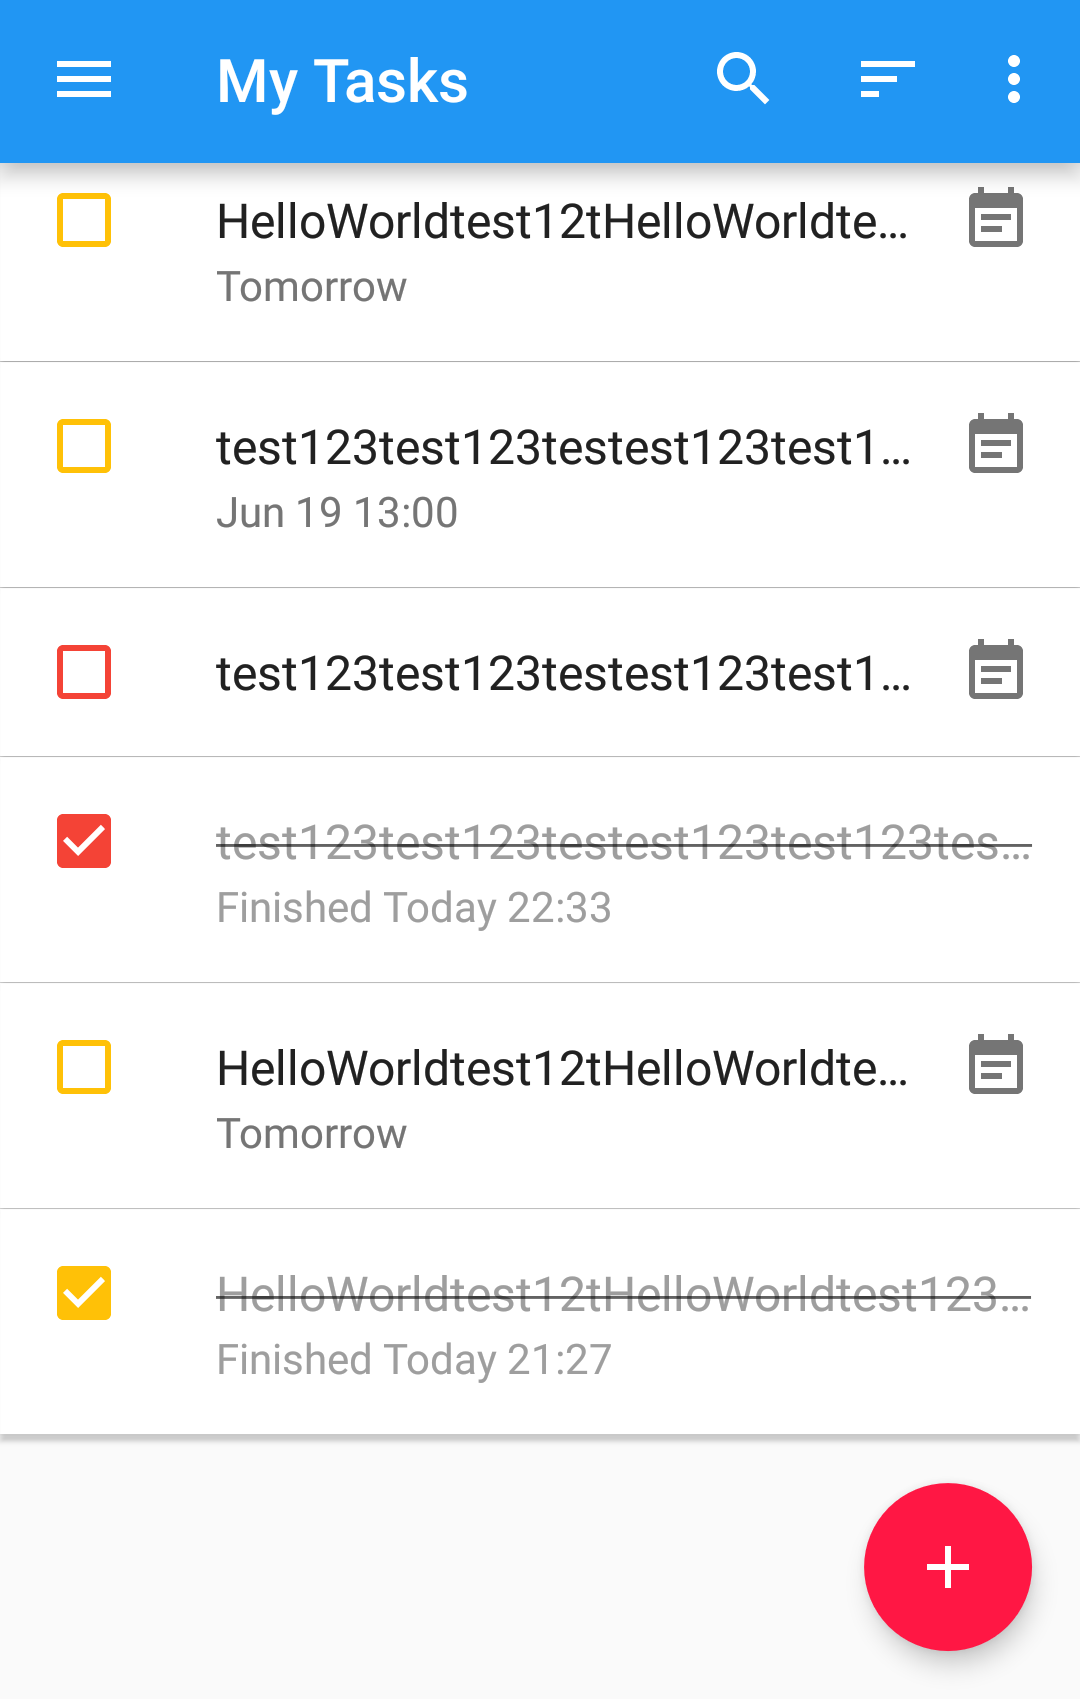 My Tasks
HelloWorldtest12tHelloWorldte...
Tomorrow
test123test123testest123test1...
Jun 19 13:00
test123test123testest123test1...
test123test123testest123test123tes...
Finished Today 22:33
HelloWorldtest12tHelloWorldte...
Tomorrow
HelloWorldtest12tHelloWorldtest123...
Finished Today 21:27